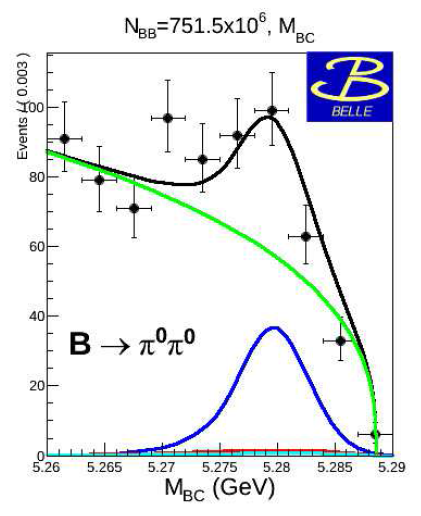 N_BB=751.5x10^6, M_BC
Events / ( 0.003 )
BELLE
100
80
60
40
20
0
B → π⁰π⁰
5.26 5.265 5.27 5.275 5.28 5.285 5.29
M_BC (GeV)